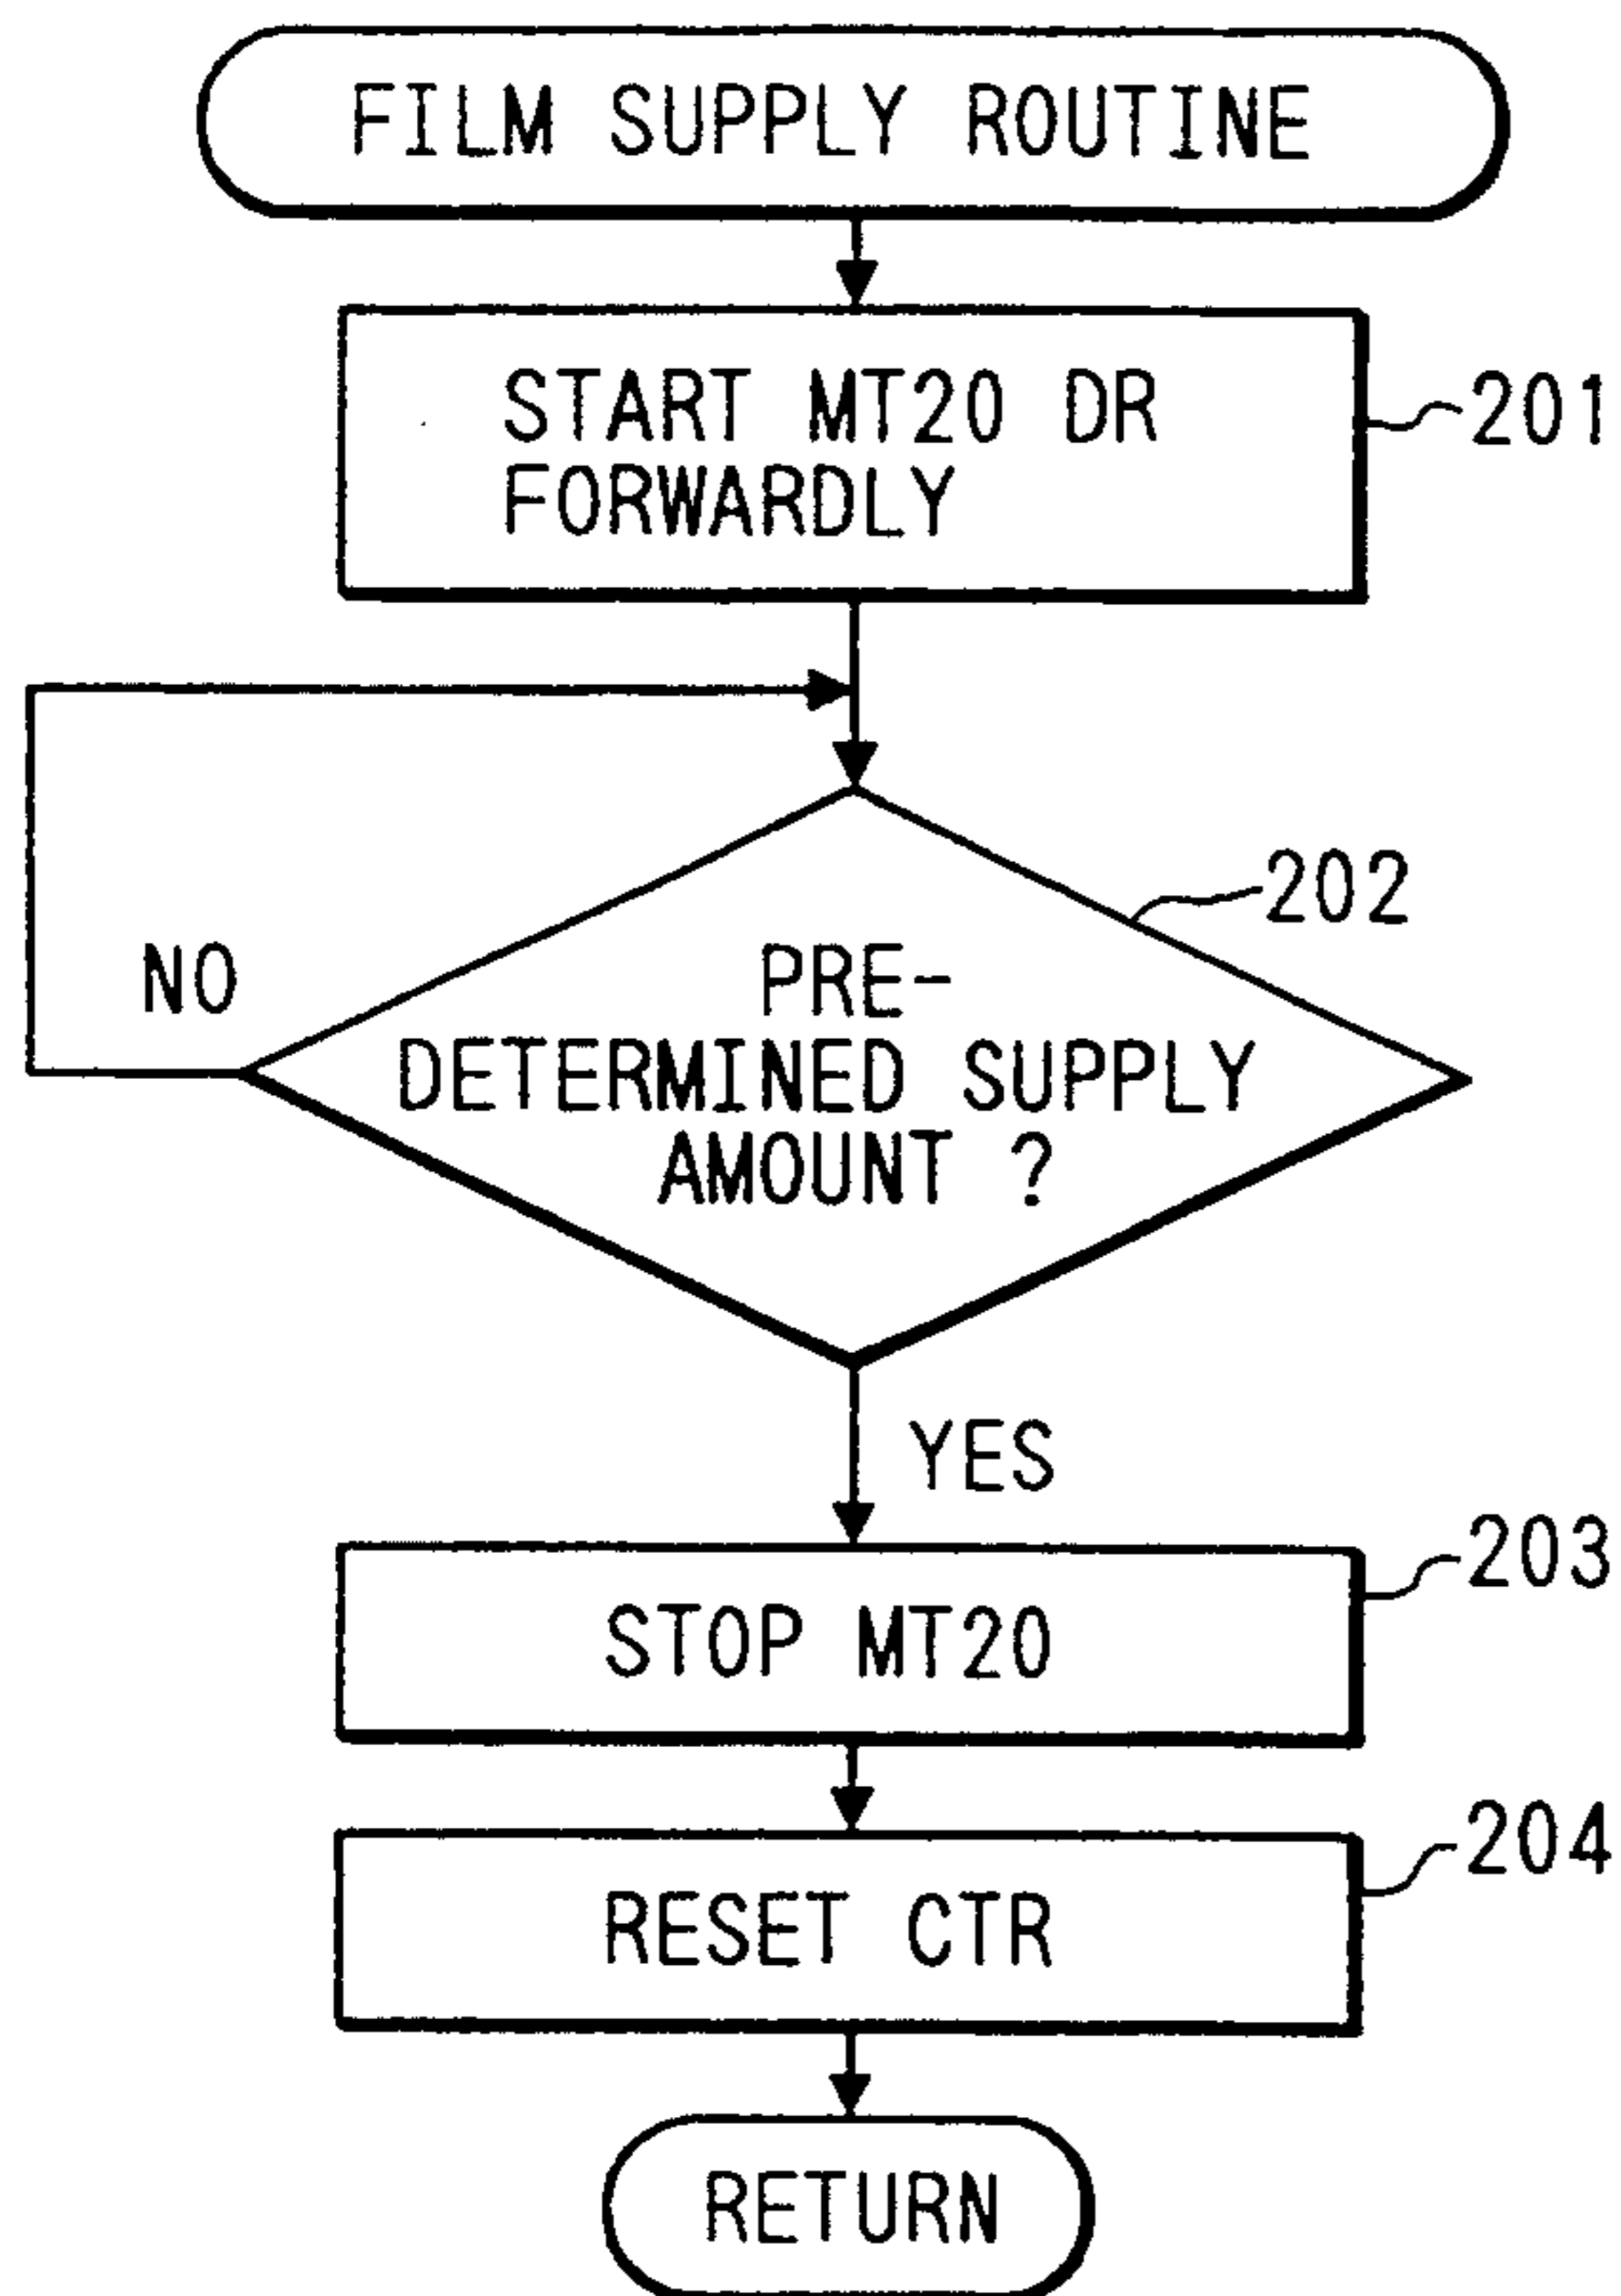 FILM SUPPLY ROUTINE
START MT20 DR
FORWARDLY
201
202
NO
PRE-
DETERMINED SUPPLY
AMOUNT ?
YES
203
STOP MT20
204
RESET CTR
RETURN